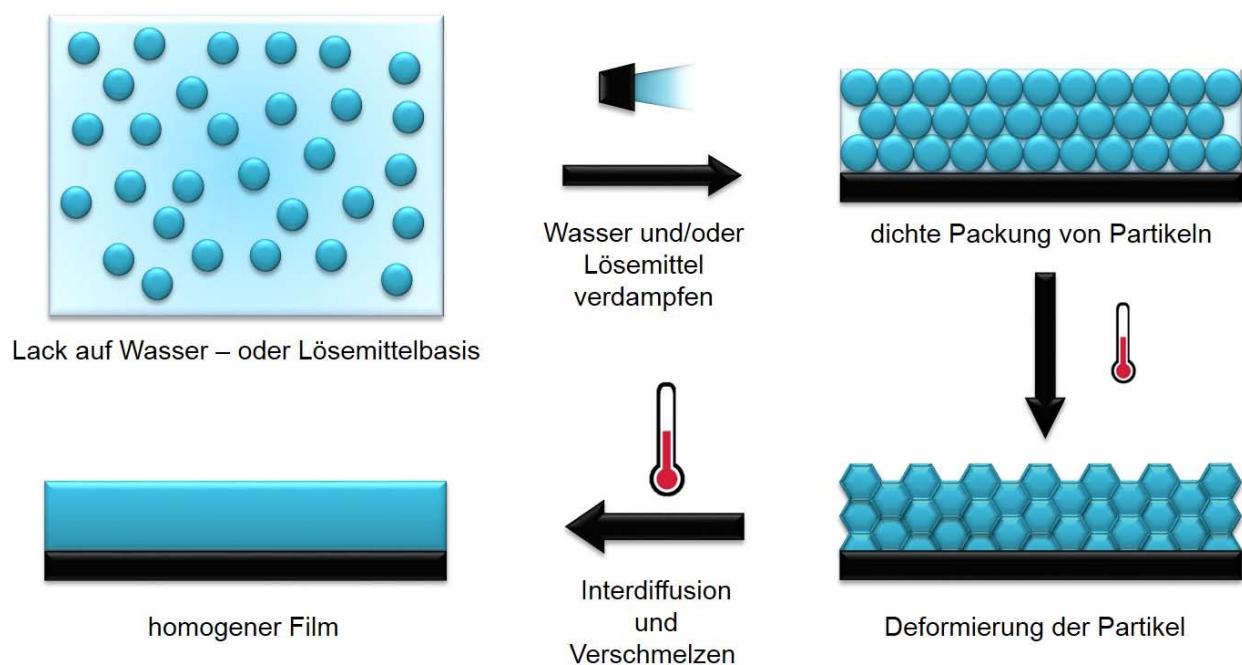 Lack auf Wasser – oder Lösemittelbasis
Wasser und/oder
Lösemittel
verdampfen
dichte Packung von Partikeln
Deformierung der Partikel
Interdiffusion
und
Verschmelzen
homogener Film